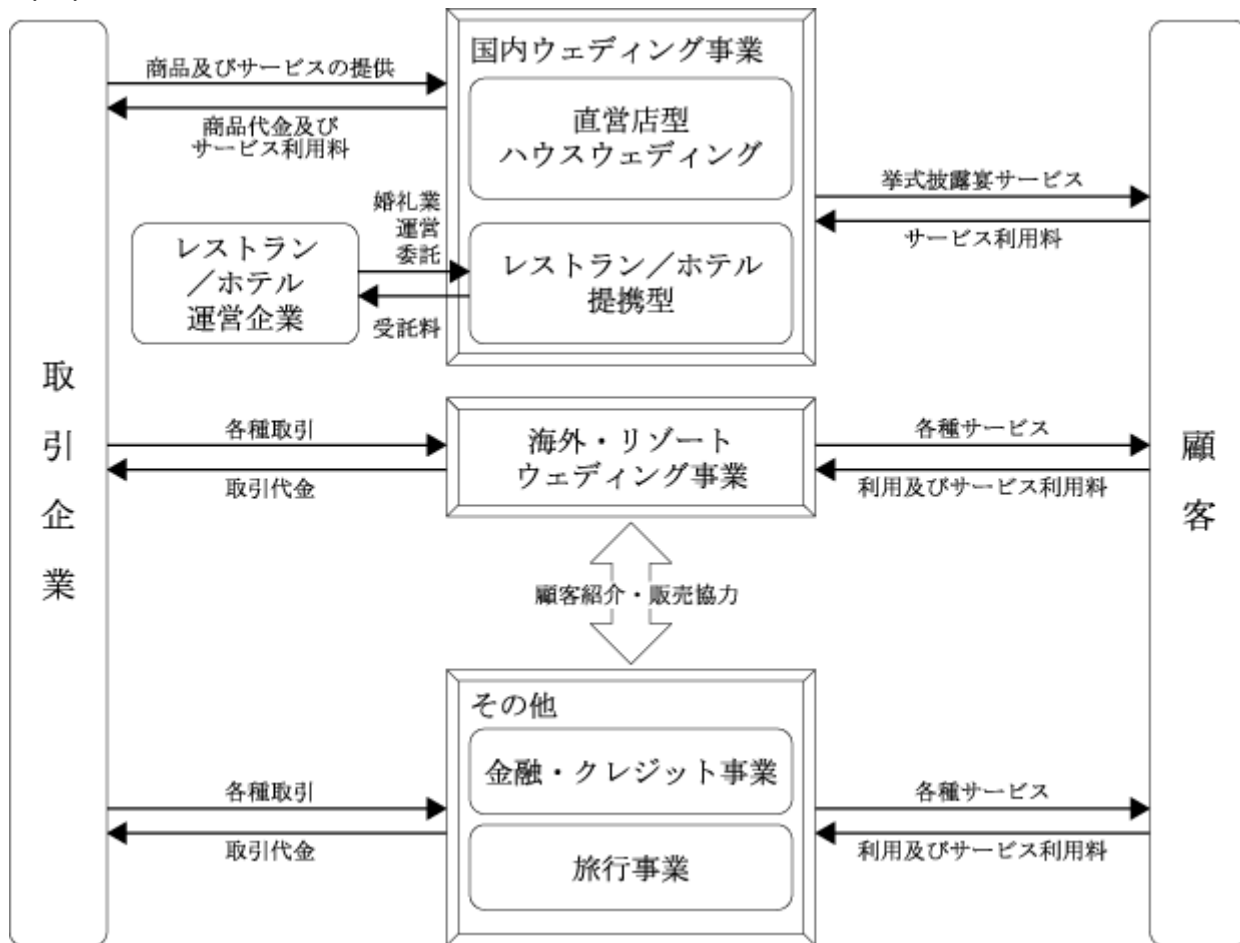 取引企業
国内ウェディング事業
商品及びサービスの提供
商品代金及び
サービス利用料
直営店型
ハウスウェディング
挙式披露宴サービス
サービス利用料
婚礼業
運営
委託
レストラン
／ホテル
運営企業
レストラン／ホテル
提携型
受託料
顧客
各種取引
取引代金
海外・リゾート
ウェディング事業
各種サービス
利用及びサービス利用料
顧客紹介・販売協力
その他
金融・クレジット事業
旅行事業
各種取引
取引代金
各種サービス
利用及びサービス利用料